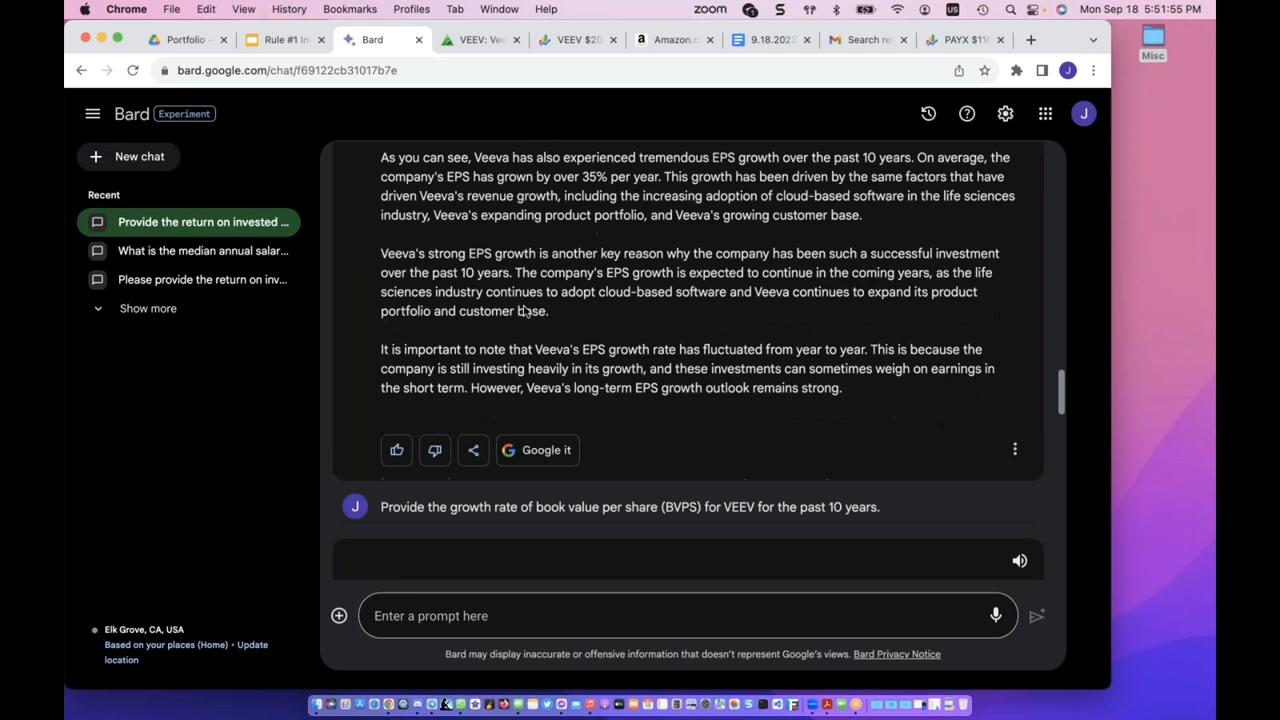 Chrome File Edit View History Bookmarks Profiles Tab Window Help zoom US Mon Sep 18 5:51:55 PM
Portfolio - Rule #1 In Bard VEEV: Vee VEEV $20 Amazon.c 9.18.2023 Search re PAYX $11
Misc
bard.google.com/chat/f69122cb31017b7e
J
Bard Experiment
J
New chat
Recent
Provide the return on invested ...
What is the median annual salar...
Please provide the return on inv...
Show more
As you can see, Veeva has also experienced tremendous EPS growth over the past 10 years. On average, the
company's EPS has grown by over 35% per year. This growth has been driven by the same factors that have
driven Veeva's revenue growth, including the increasing adoption of cloud-based software in the life sciences
industry, Veeva's expanding product portfolio, and Veeva's growing customer base.
Veeva's strong EPS growth is another key reason why the company has been such a successful investment
over the past 10 years. The company's EPS growth is expected to continue in the coming years, as the life
sciences industry continues to adopt cloud-based software and Veeva continues to expand its product
portfolio and customer base.
It is important to note that Veeva's EPS growth rate has fluctuated from year to year. This is because the
company is still investing heavily in its growth, and these investments can sometimes weigh on earnings in
the short term. However, Veeva's long-term EPS growth outlook remains strong.
Google it
J Provide the growth rate of book value per share (BVPS) for VEEV for the past 10 years.
Enter a prompt here
Bard may display inaccurate or offensive information that doesn't represent Google's views. Bard Privacy Notice
Elk Grove, CA, USA
Based on your places (Home) • Update
location